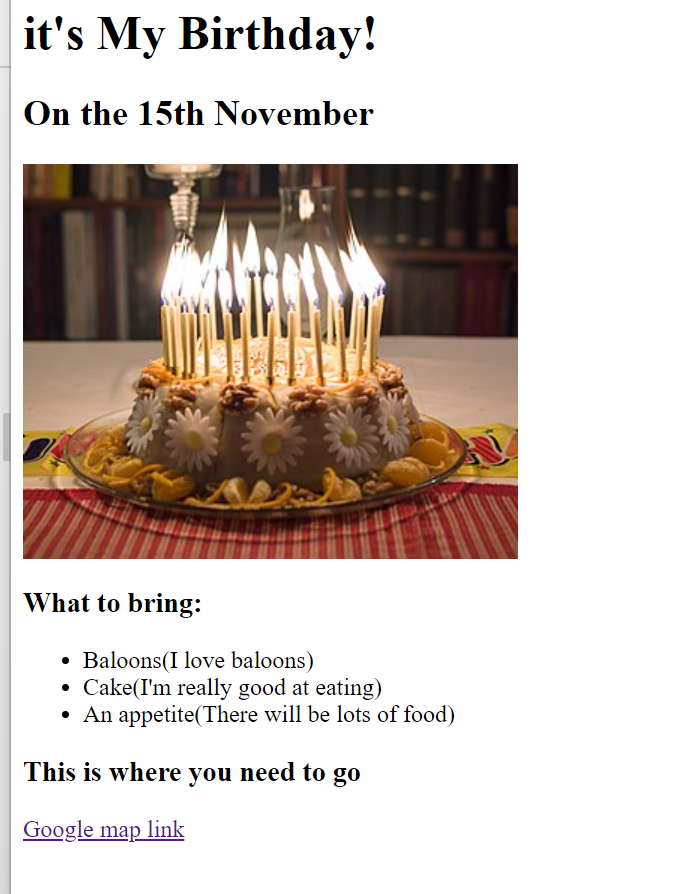 it's My Birthday!
On the 15th November
What to bring:
Baloons(I love baloons)
Cake(I'm really good at eating)
An appetite(There will be lots of food)
This is where you need to go
Google map link